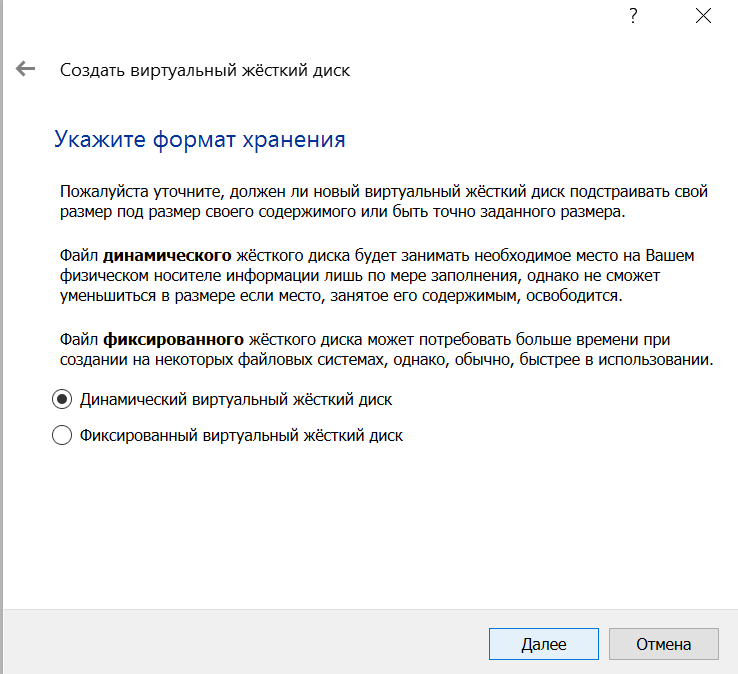 ?
Создать виртуальный жёсткий диск
Укажите формат хранения
Пожалуйста уточните, должен ли новый виртуальный жёсткий диск подстраивать свой
размер под размер своего содержимого или быть точно заданного размера.
Файл динамического жёсткого диска будет занимать необходимое место на Вашем
физическом носителе информации лишь по мере заполнения, однако не сможет
уменьшиться в размере если место, занятое его содержимым, освободится.
Файл фиксированного жёсткого диска может потребовать больше времени при
создании на некоторых файловых системах, однако, обычно, быстрее в использовании.
Динамический виртуальный жёсткий диск
Фиксированный виртуальный жёсткий диск
Далее Отмена